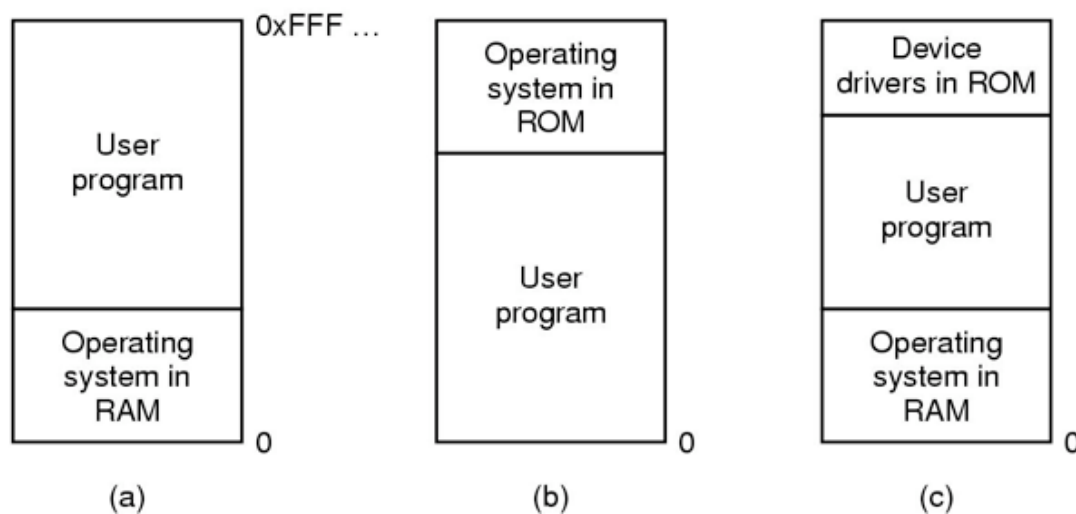 0xFFF …
User
program
Operating
system in
RAM
0
(a)
Operating
system in
ROM
User
program
0
(b)
Device
drivers in ROM
User
program
Operating
system in
RAM
0
(c)